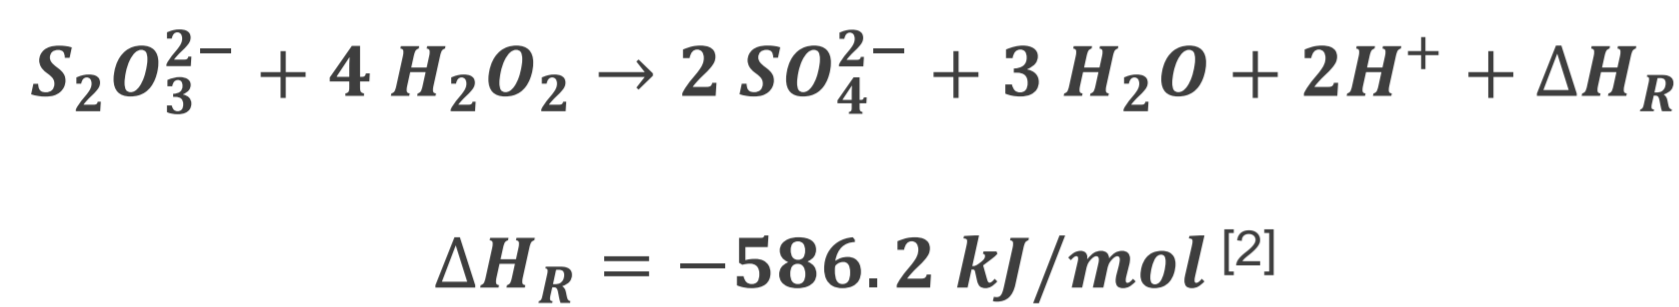 S₂O₃²⁻ + 4 H₂O₂ → 2 SO₄²⁻ + 3 H₂O + 2H⁺ + ΔH_R
ΔH_R = −586.2 kJ/mol [2]